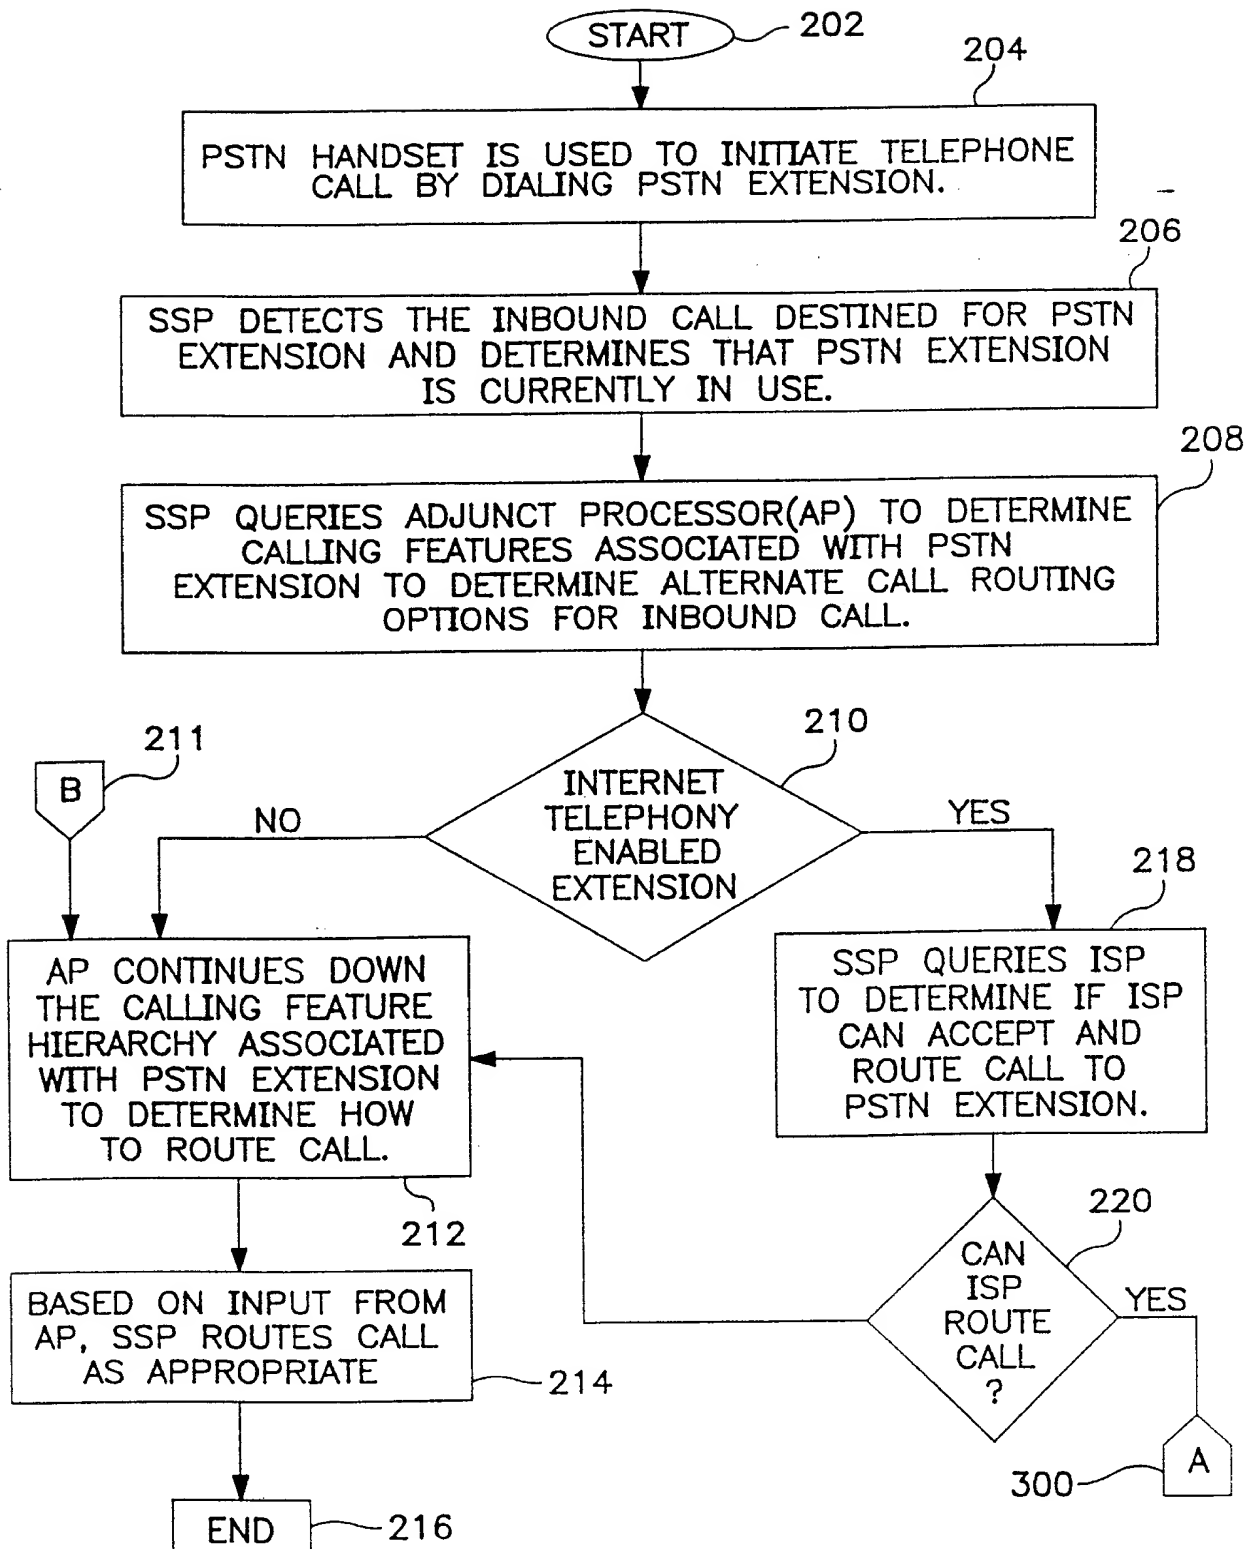 START
202
204
PSTN HANDSET IS USED TO INITIATE TELEPHONE
CALL BY DIALING PSTN EXTENSION.
206
SSP DETECTS THE INBOUND CALL DESTINED FOR PSTN
EXTENSION AND DETERMINES THAT PSTN EXTENSION
IS CURRENTLY IN USE.
208
SSP QUERIES ADJUNCT PROCESSOR(AP) TO DETERMINE
CALLING FEATURES ASSOCIATED WITH PSTN
EXTENSION TO DETERMINE ALTERNATE CALL ROUTING
OPTIONS FOR INBOUND CALL.
210
INTERNET
TELEPHONY
ENABLED
EXTENSION
211
B
NO
YES
218
AP CONTINUES DOWN
THE CALLING FEATURE
HIERARCHY ASSOCIATED
WITH PSTN EXTENSION
TO DETERMINE HOW
TO ROUTE CALL.
212
SSP QUERIES ISP
TO DETERMINE IF ISP
CAN ACCEPT AND
ROUTE CALL TO
PSTN EXTENSION.
220
CAN
ISP
ROUTE
CALL
?
YES
BASED ON INPUT FROM
AP, SSP ROUTES CALL
AS APPROPRIATE
214
300
A
END
216